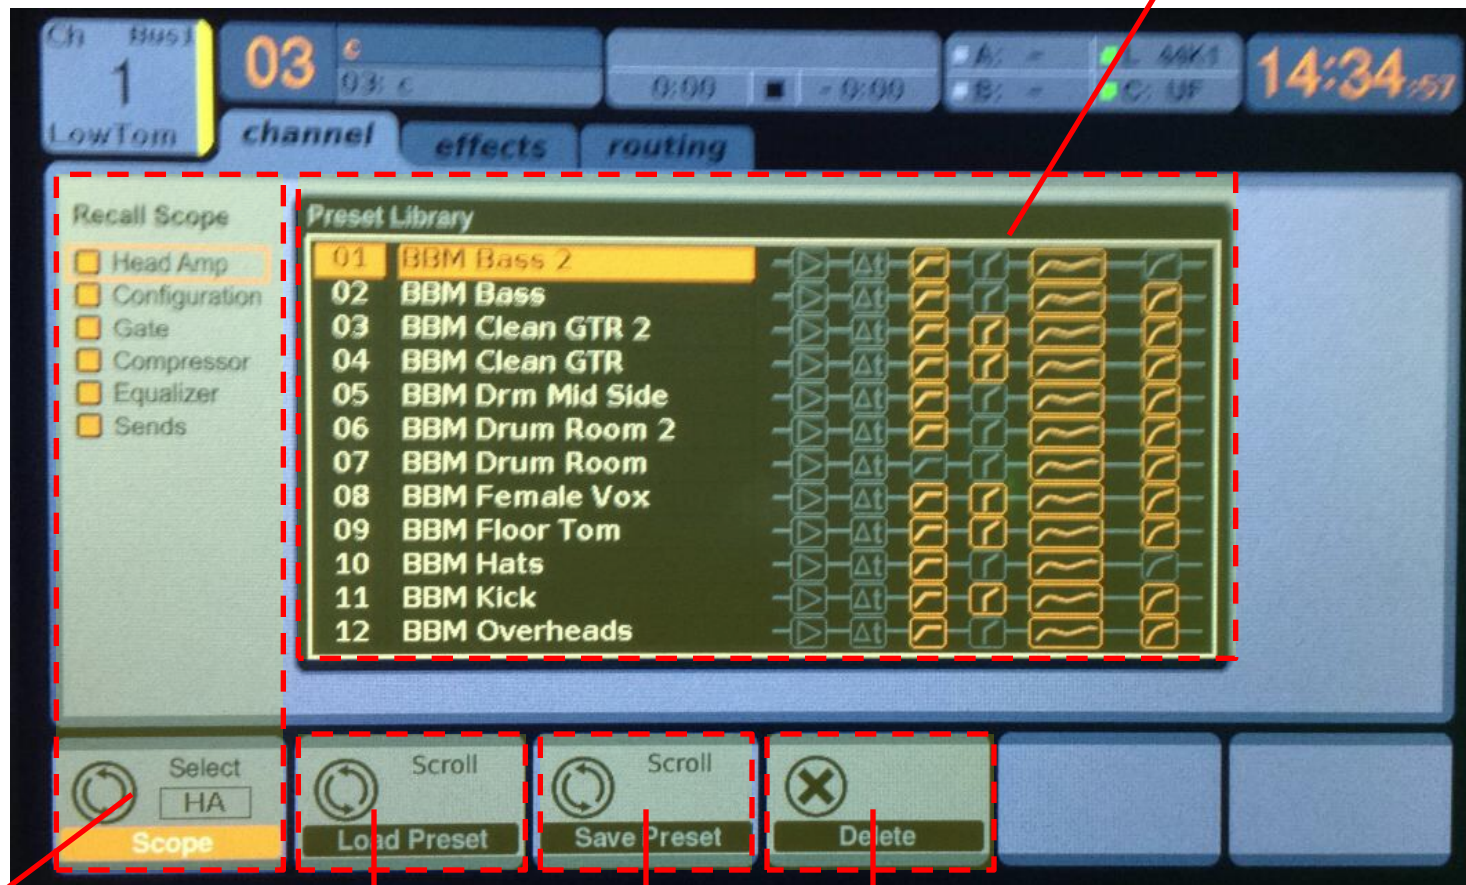 Ch
1
LowTom
03
c
03: c
0:00
- 0:00
A: -
B: -
L
C: UF
14:34:57
channel
effects
routing
Recall Scope
Head Amp
Configuration
Gate
Compressor
Equalizer
Sends
Preset Library
01 BBM Bass 2
02 BBM Bass
03 BBM Clean GTR 2
04 BBM Clean GTR
05 BBM Drm Mid Side
06 BBM Drum Room 2
07 BBM Drum Room
08 BBM Female Vox
09 BBM Floor Tom
10 BBM Hats
11 BBM Kick
12 BBM Overheads
Select
HA
Scope
Scroll
Load Preset
Scroll
Save Preset
Delete